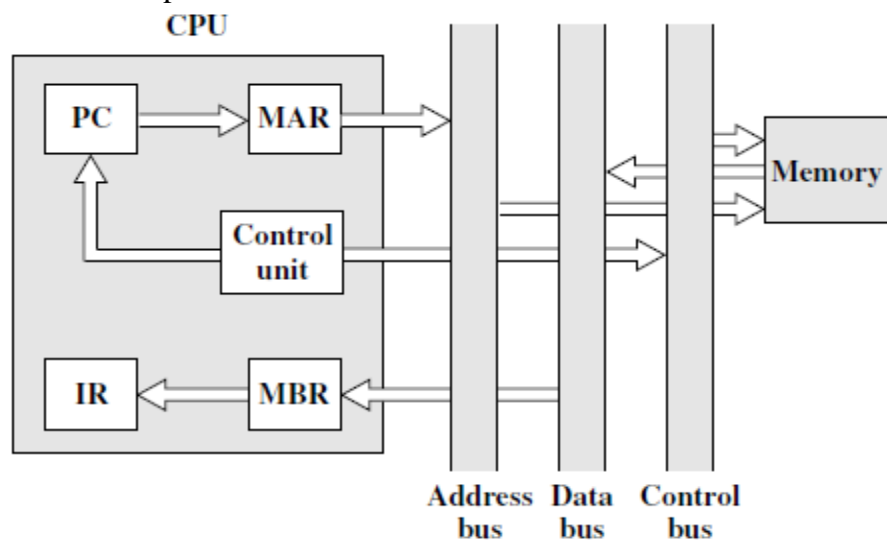 CPU
PC
MAR
Memory
Control
unit
IR
MBR
Address
bus
Data
bus
Control
bus